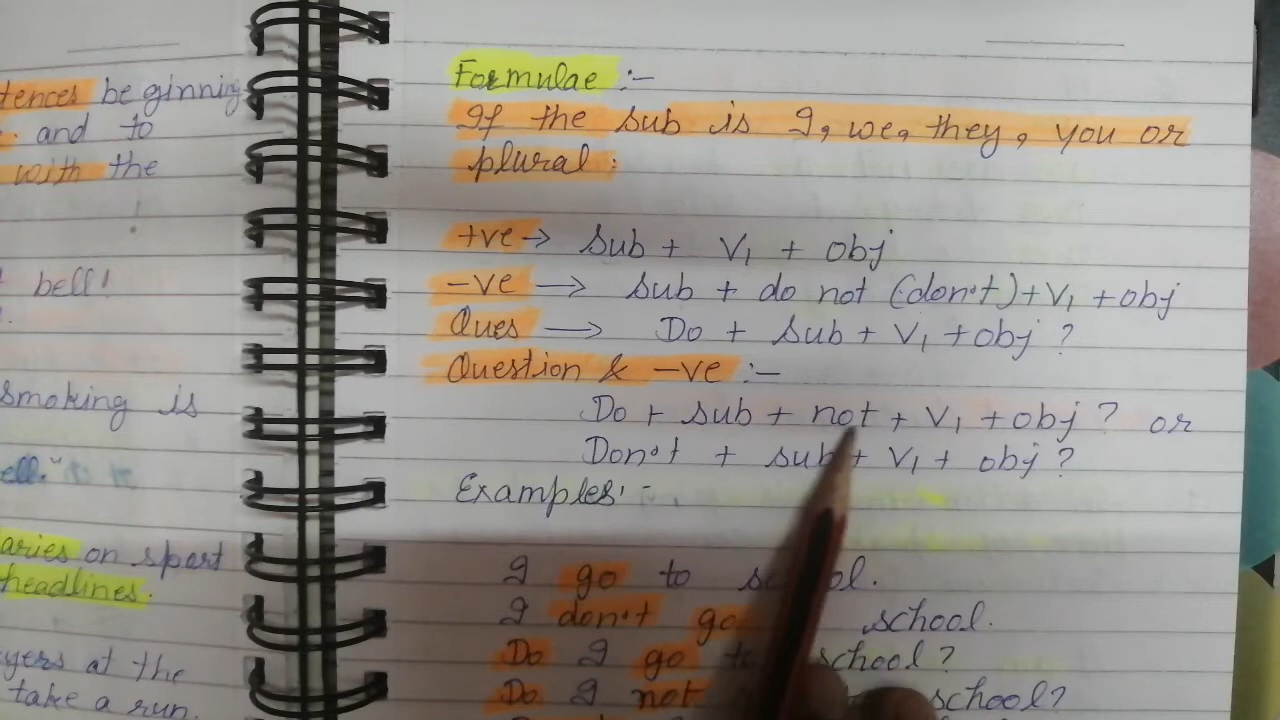 tences beginning
and to
with the
bell!
smoking is
ell."
aries on sport
headlines.
yers at the
take a run.
Formulae :-
If the sub is I, we, they, you or
plural :
+ve → Sub + V1 + obj
-ve → sub + do not (don't) + V1 + obj
Ques → Do + sub + V1 + obj ?
Question & -ve :-
Do + sub + not + V1 + obj ? or
Don't + sub + V1 + obj ?
Examples :-
I go to school.
I don't go school.
Do I go to school ?
Do I not school?